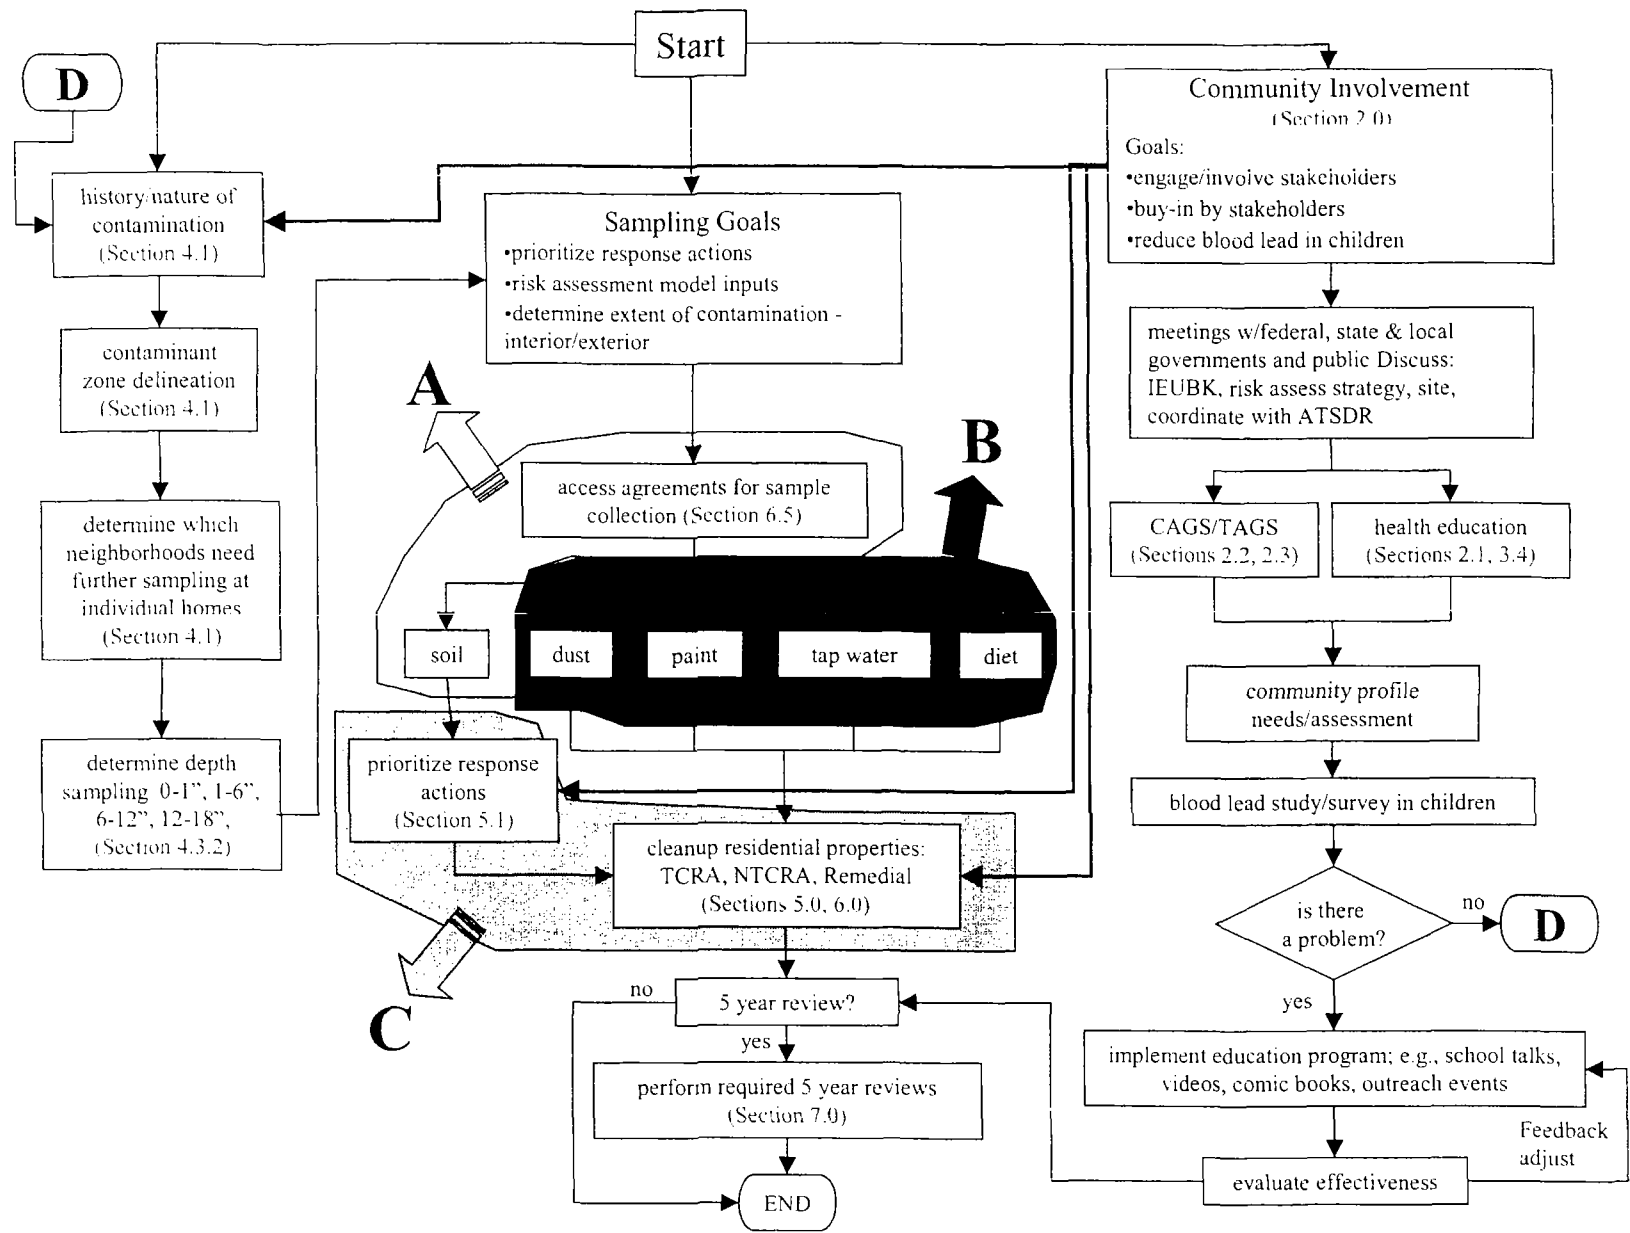 Start
D
history/nature of
contamination
(Section 4.1)
contaminant
zone delineation
(Section 4.1)
determine which
neighborhoods need
further sampling at
individual homes
(Section 4.1)
determine depth
sampling 0-1”, 1-6”,
6-12”, 12-18”,
(Section 4.3.2)
Sampling Goals
•prioritize response actions
•risk assessment model inputs
•determine extent of contamination -
interior/exterior
A
B
access agreements for sample
collection (Section 6.5)
soil
dust
paint
tap water
diet
prioritize response
actions
(Section 5.1)
cleanup residential properties:
TCRA, NTCRA, Remedial
(Sections 5.0, 6.0)
C
no
5 year review?
yes
perform required 5 year reviews
(Section 7.0)
END
Community Involvement
(Section 2.0)
Goals:
•engage/involve stakeholders
•buy-in by stakeholders
•reduce blood lead in children
meetings w/federal, state & local
governments and public Discuss:
IEUBK, risk assess strategy, site,
coordinate with ATSDR
CAGS/TAGS
(Sections 2.2, 2.3)
health education
(Sections 2.1, 3.4)
community profile
needs/assessment
blood lead study/survey in children
is there
a problem?
no
D
yes
implement education program; e.g., school talks,
videos, comic books, outreach events
Feedback
adjust
evaluate effectiveness